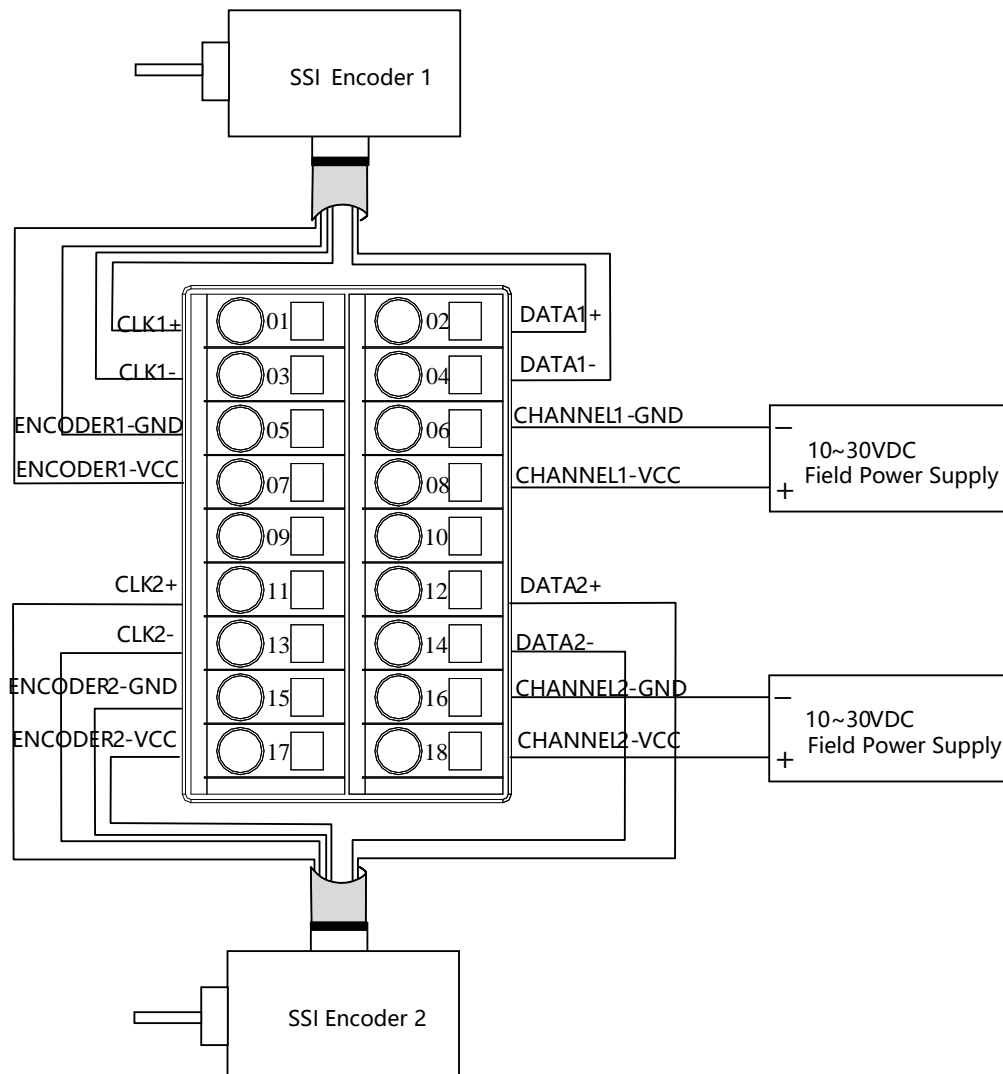 SSI Encoder 1
CLK1+ 01 02 DATA1+
CLK1- 03 04 DATA1-
ENCODER1-GND 05 06 CHANNEL1-GND
ENCODER1-VCC 07 08 CHANNEL1-VCC
−
10~30VDC
Field Power Supply
+
09 10
CLK2+ 11 12 DATA2+
CLK2- 13 14 DATA2-
ENCODER2-GND 15 16 CHANNEL2-GND
ENCODER2-VCC 17 18 CHANNEL2-VCC
−
10~30VDC
Field Power Supply
+
SSI Encoder 2